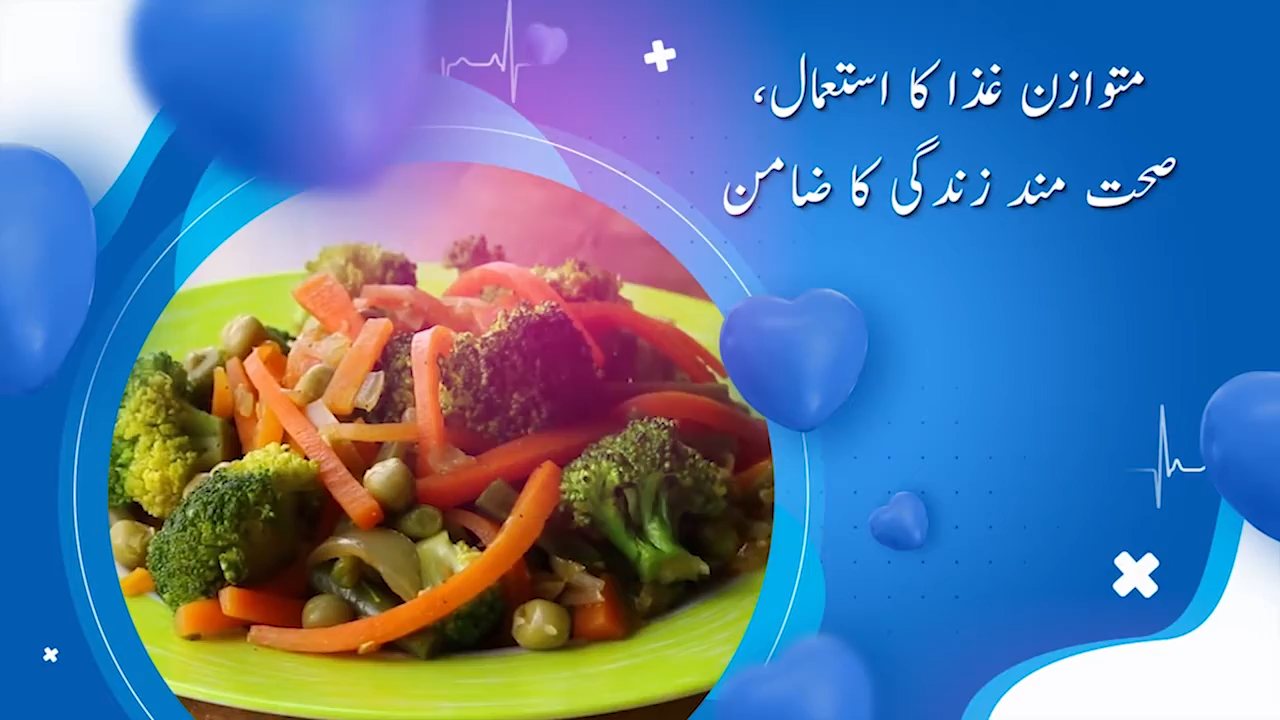 متوازن غذا کا استعمال،
صحت مند زندگی کا ضامن